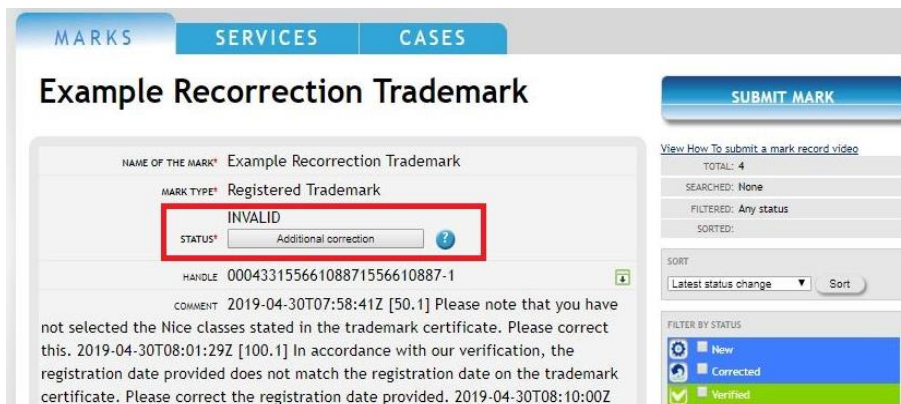 MARKS SERVICES CASES
Example Recorrection Trademark
NAME OF THE MARK* Example Recorrection Trademark
MARK TYPE* Registered Trademark
INVALID
STATUS* Additional correction ?
HANDLE 00043315566108871556610887-1
COMMENT 2019-04-30T07:58:41Z [50.1] Please note that you have
not selected the Nice classes stated in the trademark certificate. Please correct
this. 2019-04-30T08:01:29Z [100.1] In accordance with our verification, the
registration date provided does not match the registration date on the trademark
certificate. Please correct the registration date provided. 2019-04-30T08:10:00Z
SUBMIT MARK
View How To submit a mark record video
TOTAL: 4
SEARCHED: None
FILTERED: Any status
SORTED:
SORT
Latest status change Sort
FILTER BY STATUS
New
Corrected
Verified